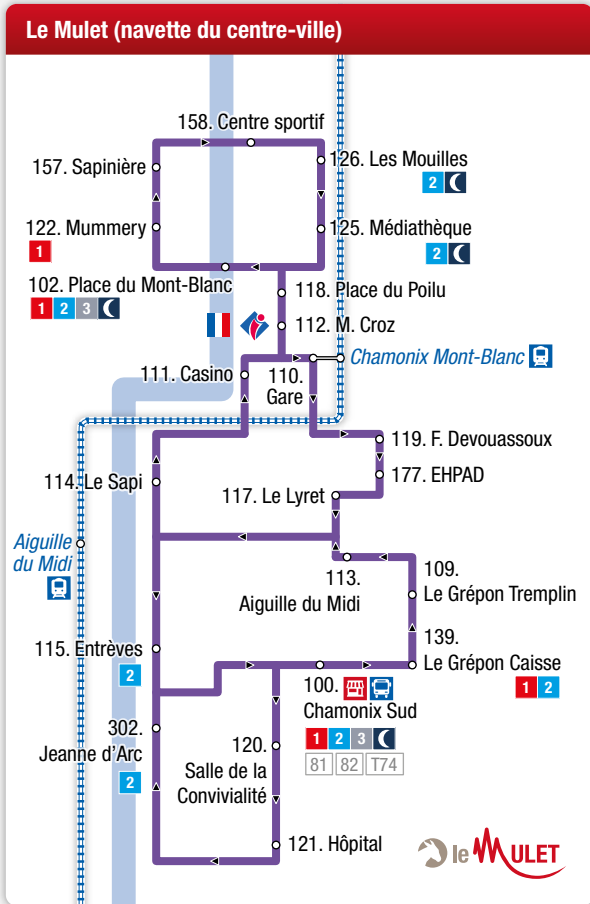 Le Mulet (navette du centre-ville)
158. Centre sportif
157. Sapinière
126. Les Mouilles
2
122. Mummery
1
125. Médiathèque
2
102. Place du Mont-Blanc
1 2 3
118. Place du Poilu
112. M. Croz
Chamonix Mont-Blanc
111. Casino
110.
Gare
119. F. Devouassoux
177. EHPAD
114. Le Sapi
117. Le Lyret
Aiguille
du Midi
113.
Aiguille du Midi
109.
Le Grépon Tremplin
115. Entrèves
2
139.
Le Grépon Caisse
1 2
100.
Chamonix Sud
1 2 3
81 82 T74
302.
Jeanne d'Arc
2
120.
Salle de la
Convivialité
121. Hôpital
le MULET